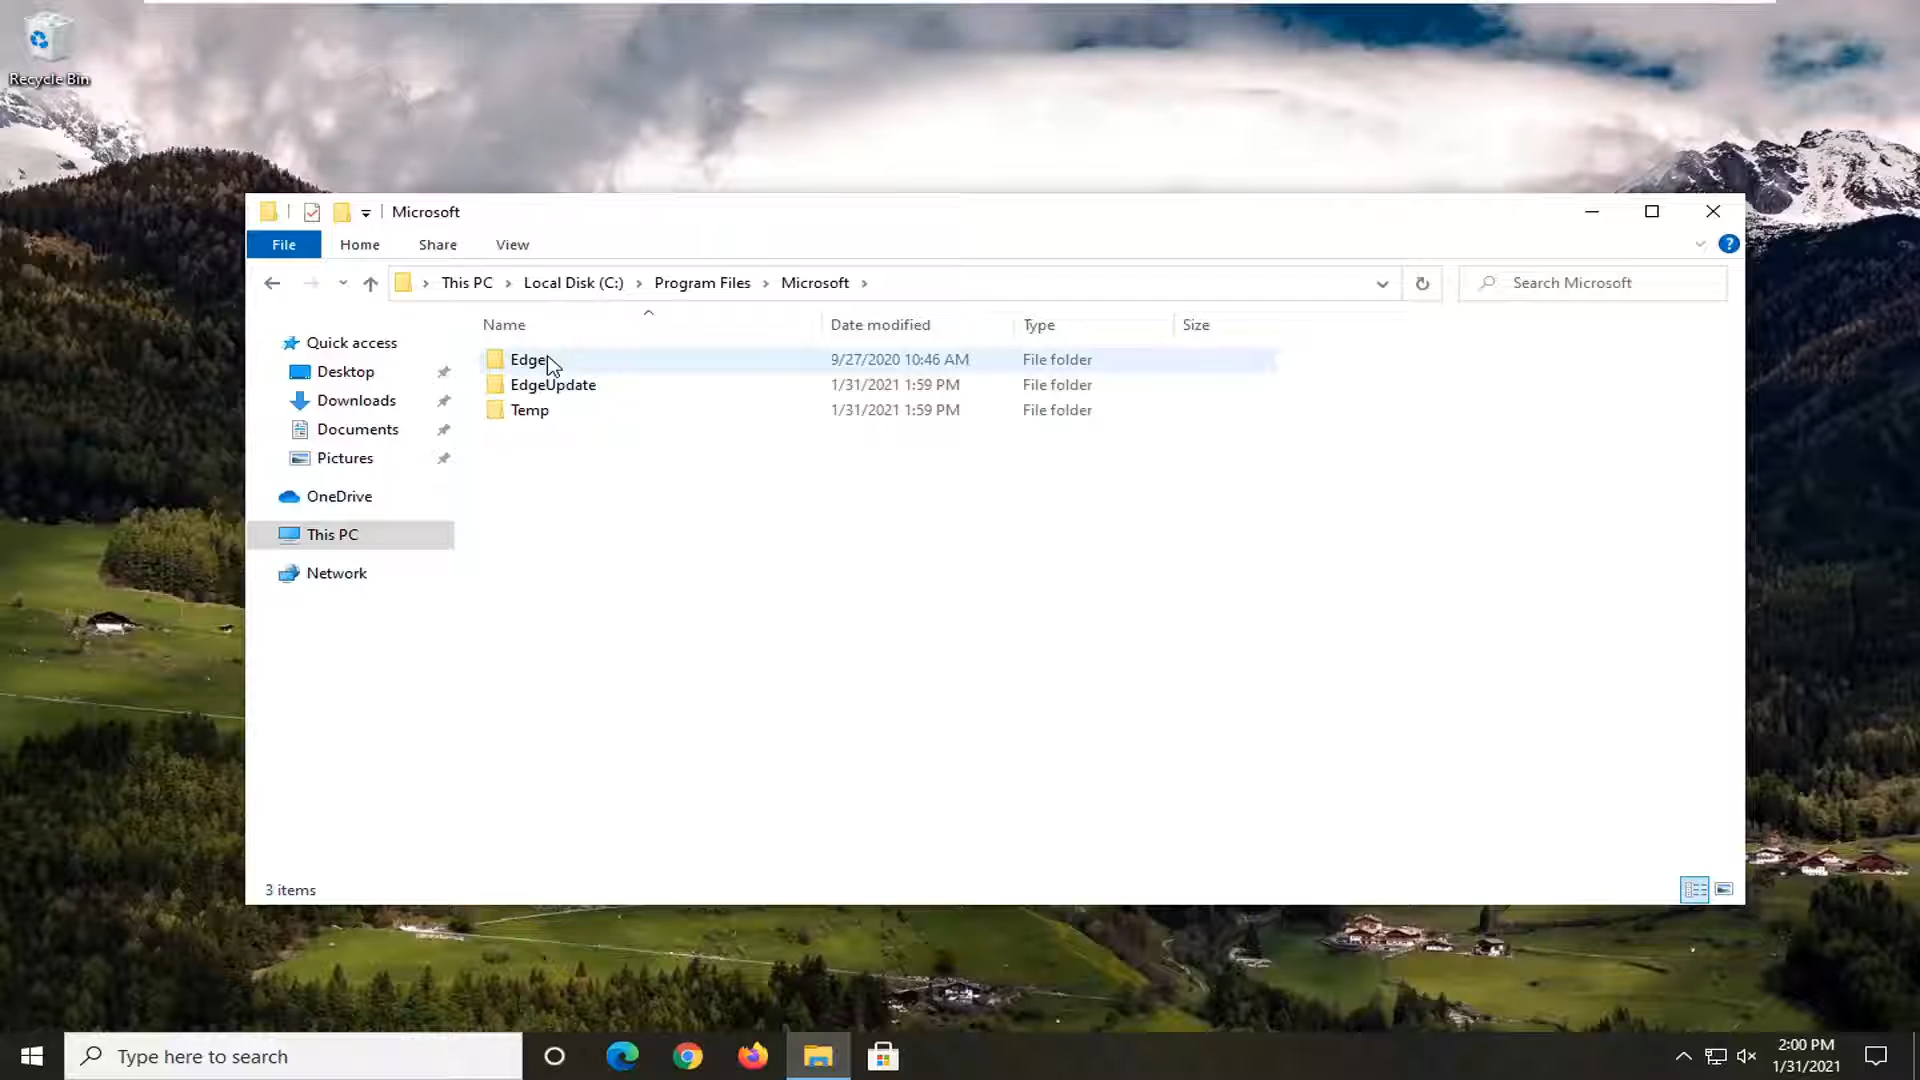 Recycle Bin
Microsoft
File Home Share View
This PC Local Disk (C:) Program Files Microsoft
Search Microsoft
Name Date modified Type Size
Quick access
Desktop
Downloads
Documents
Pictures
OneDrive
This PC
Network
Edge 9/27/2020 10:46 AM File folder
EdgeUpdate 1/31/2021 1:59 PM File folder
Temp 1/31/2021 1:59 PM File folder
3 items
Type here to search
2:00 PM
1/31/2021